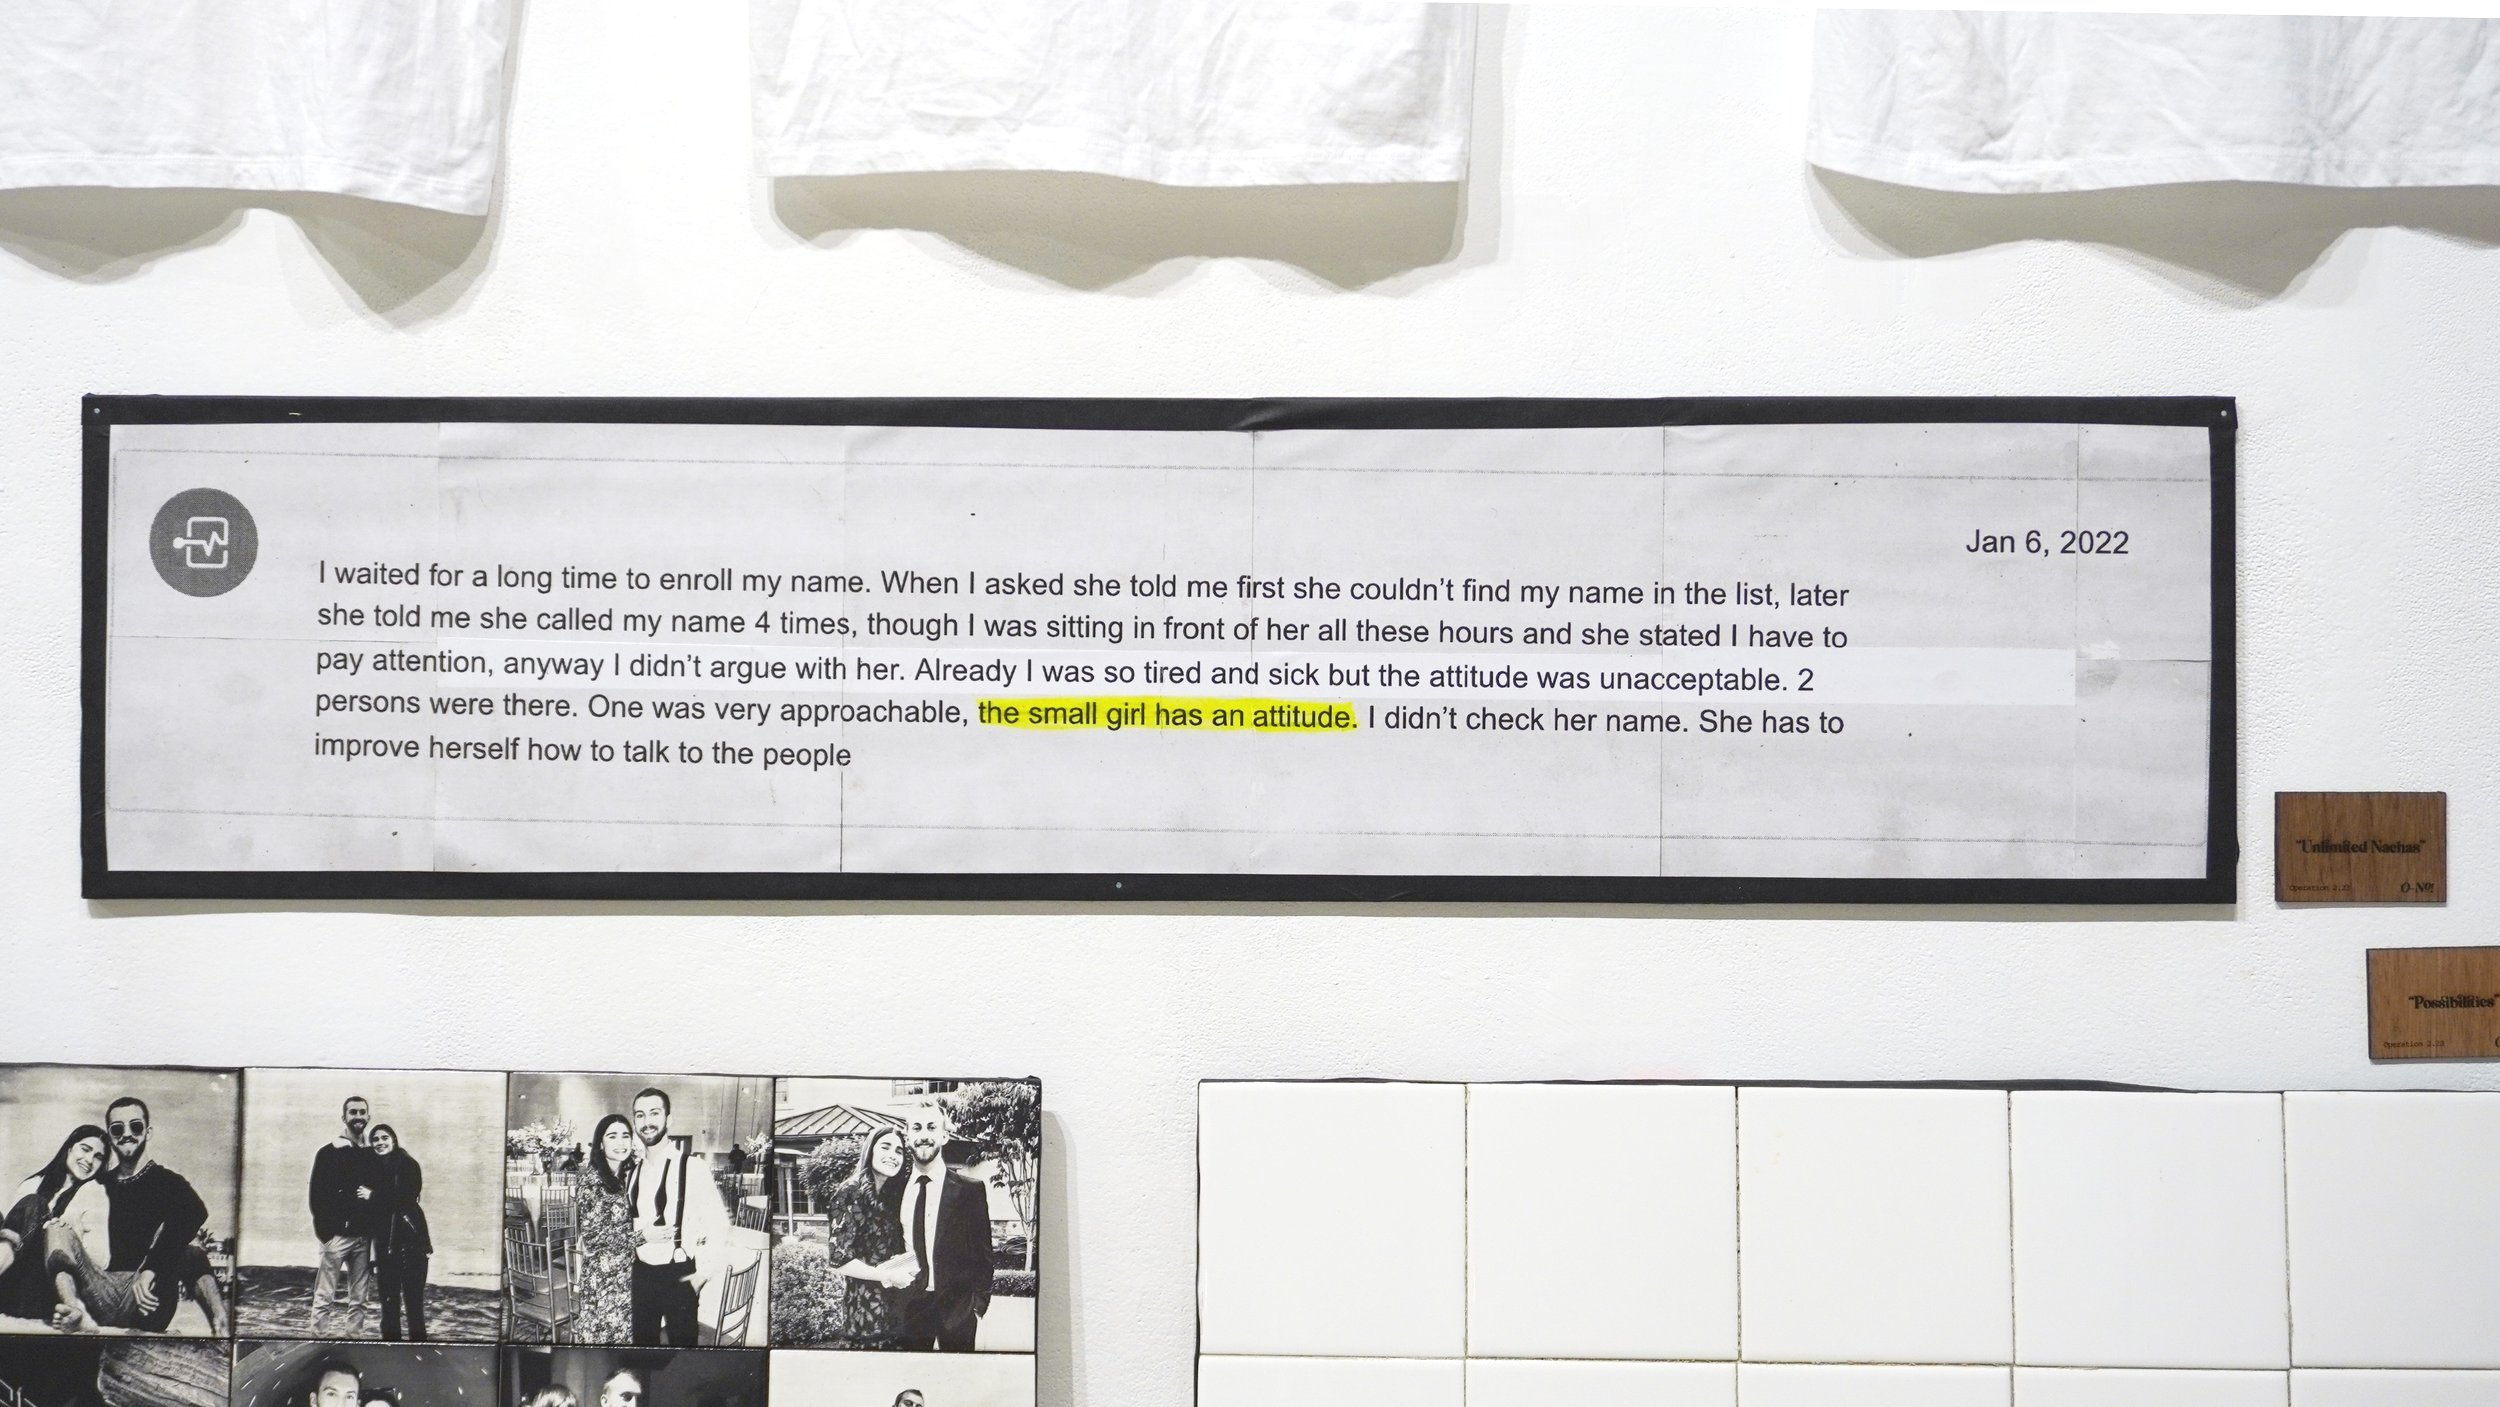 Jan 6, 2022
I waited for a long time to enroll my name. When I asked she told me first she couldn’t find my name in the list, later
she told me she called my name 4 times, though I was sitting in front of her all these hours and she stated I have to
pay attention, anyway I didn’t argue with her. Already I was so tired and sick but the attitude was unacceptable. 2
persons were there. One was very approachable, the small girl has an attitude. I didn’t check her name. She has to
improve herself how to talk to the people
"Unlimited Nachas"
Operation 2.22 O-No!
"Possibilities"
Operation 2.23